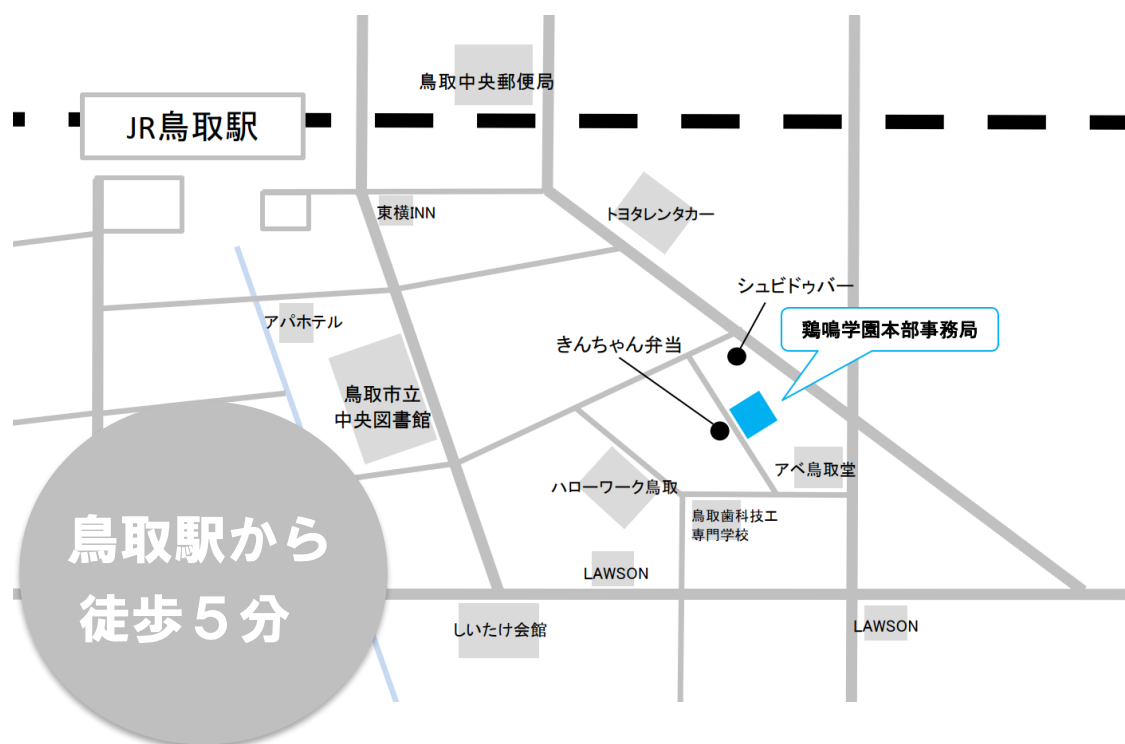 鳥取中央郵便局
JR鳥取駅
東横INN
トヨタレンタカー
シュビドゥバー
アパホテル
鶏鳴学園本部事務局
きんちゃん弁当
鳥取市立
中央図書館
アベ鳥取堂
ハローワーク鳥取
鳥取歯科技工
専門学校
鳥取駅から
徒歩5分
LAWSON
しいたけ会館
LAWSON